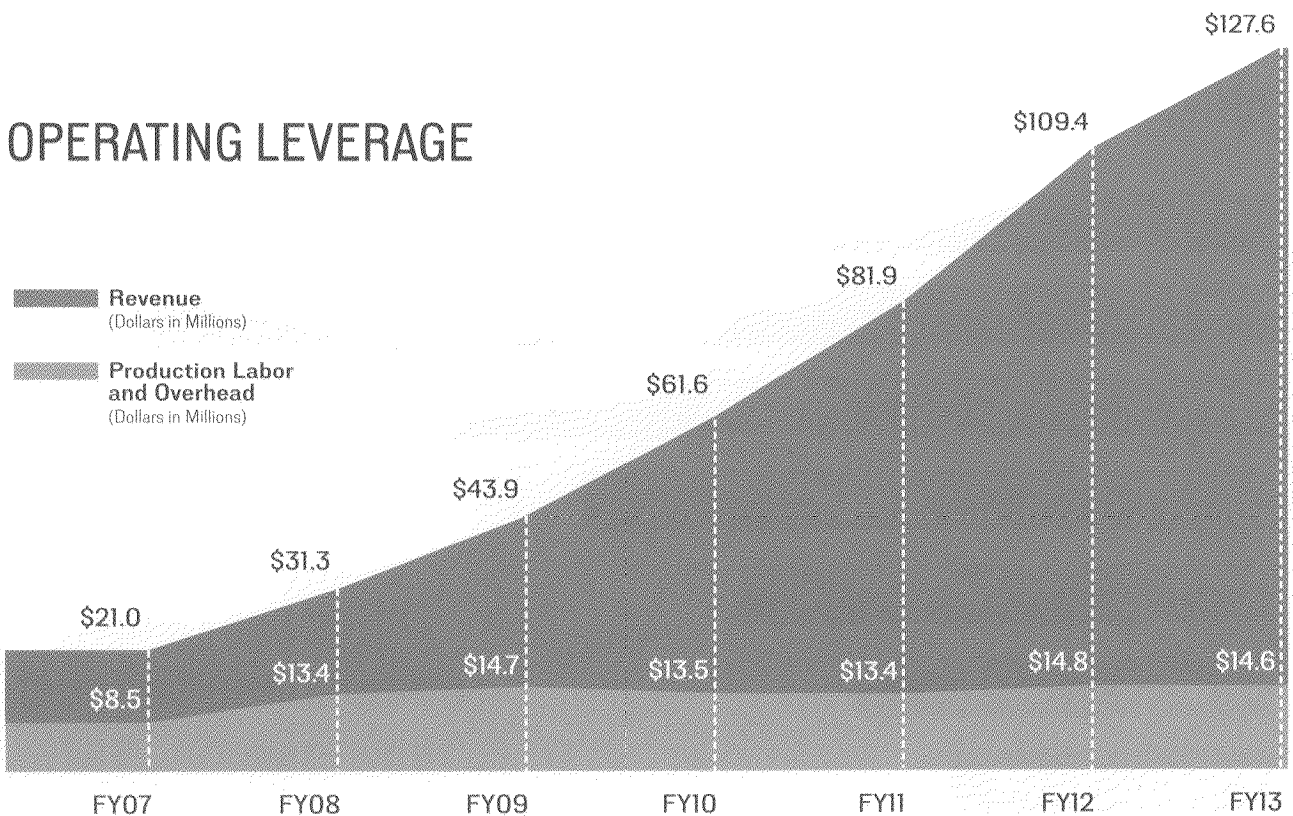 $127.6
$109.4
OPERATING LEVERAGE
$81.9
Revenue
(Dollars in Millions)
Production Labor
and Overhead
(Dollars in Millions)
$61.6
$43.9
$31.3
$21.0
$8.5
$13.4
$14.7
$13.5
$13.4
$14.8
$14.6
FY07 FY08 FY09 FY10 FY11 FY12 FY13